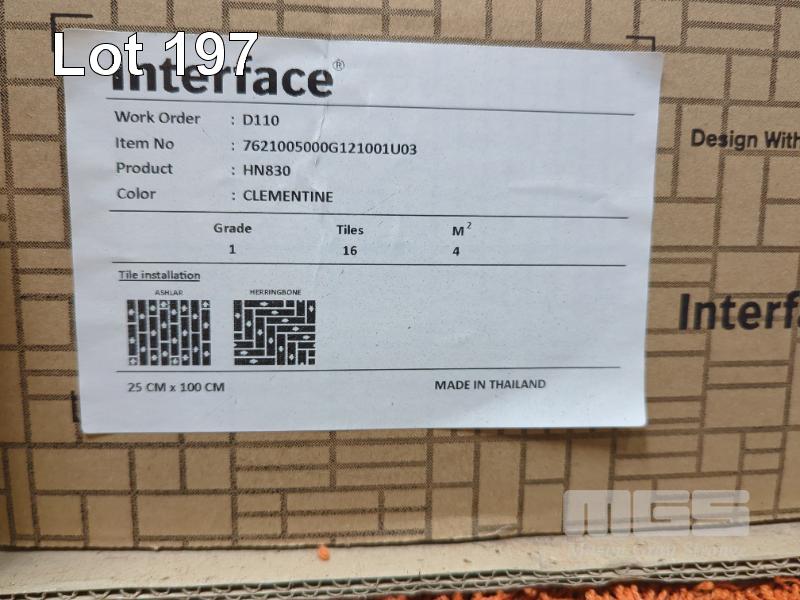 Lot 197
Interface®
Work Order : D110
Item No : 7621005000G121001U03
Product : HN830
Color : CLEMENTINE
Grade Tiles M²
1 16 4
Tile installation
ASHLAR HERRINGBONE
25 CM x 100 CM MADE IN THAILAND
Design With
Interf
MGS